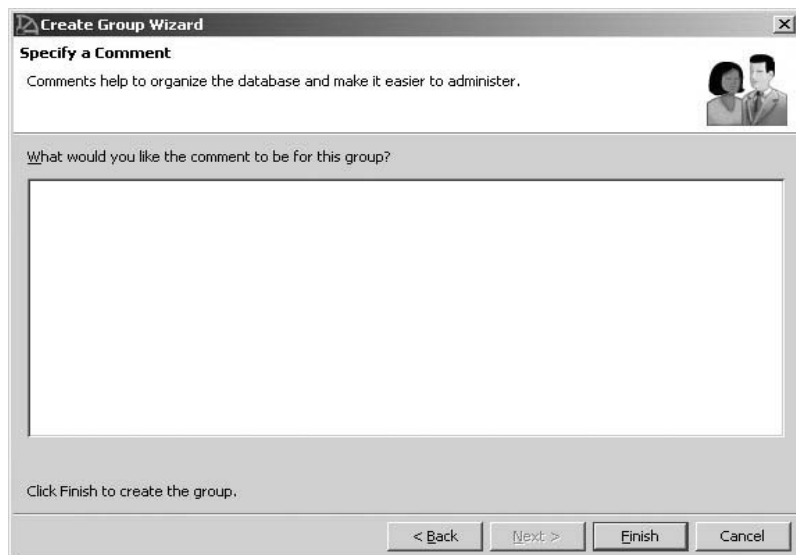 Create Group Wizard
Specify a Comment
Comments help to organize the database and make it easier to administer.
What would you like the comment to be for this group?
Click Finish to create the group.
< Back Next > Finish Cancel